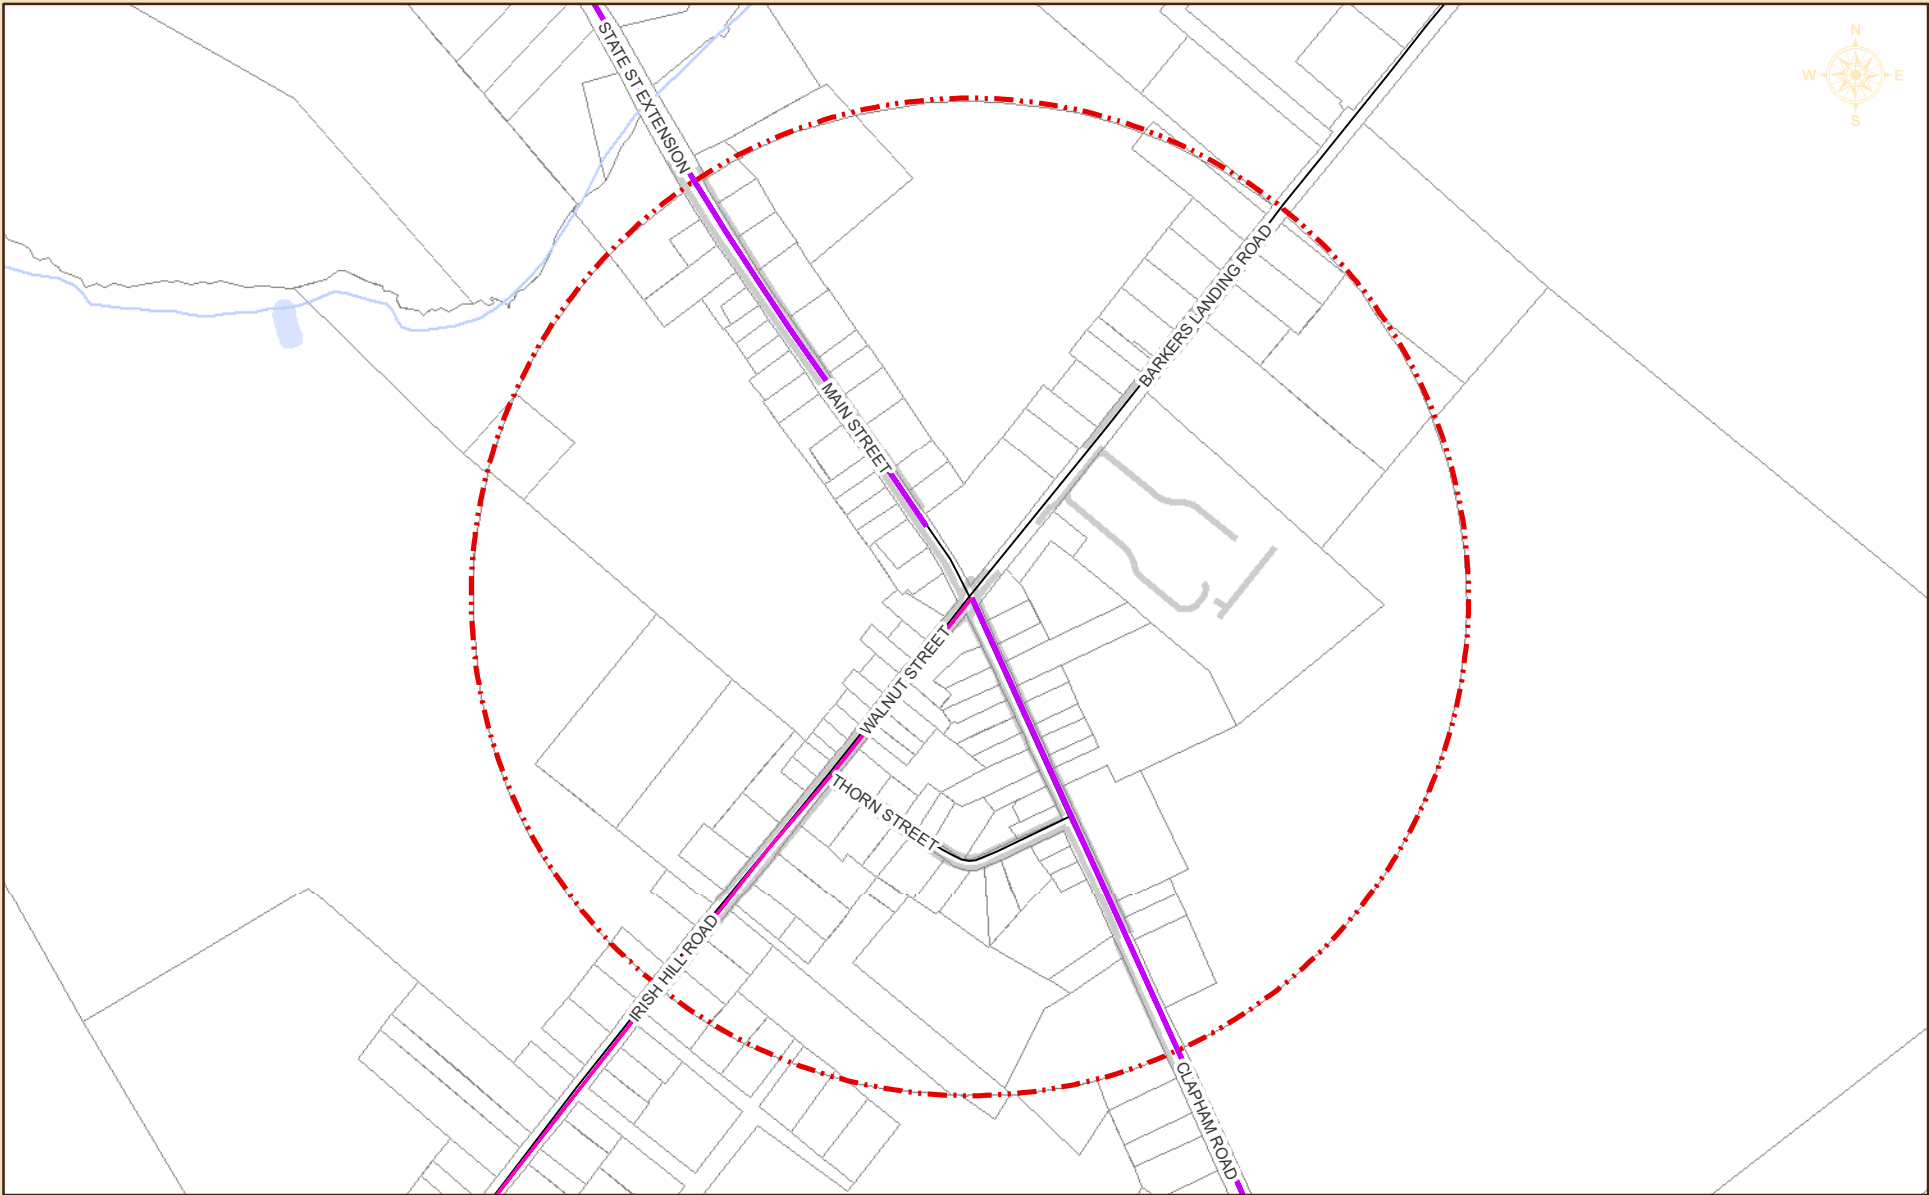 N
W E
S
STATE ST EXTENSION
BARKERS LANDING ROAD
MAIN STREET
WALNUT STREET
THORN STREET
IRISH HILL ROAD
CLAPHAM ROAD